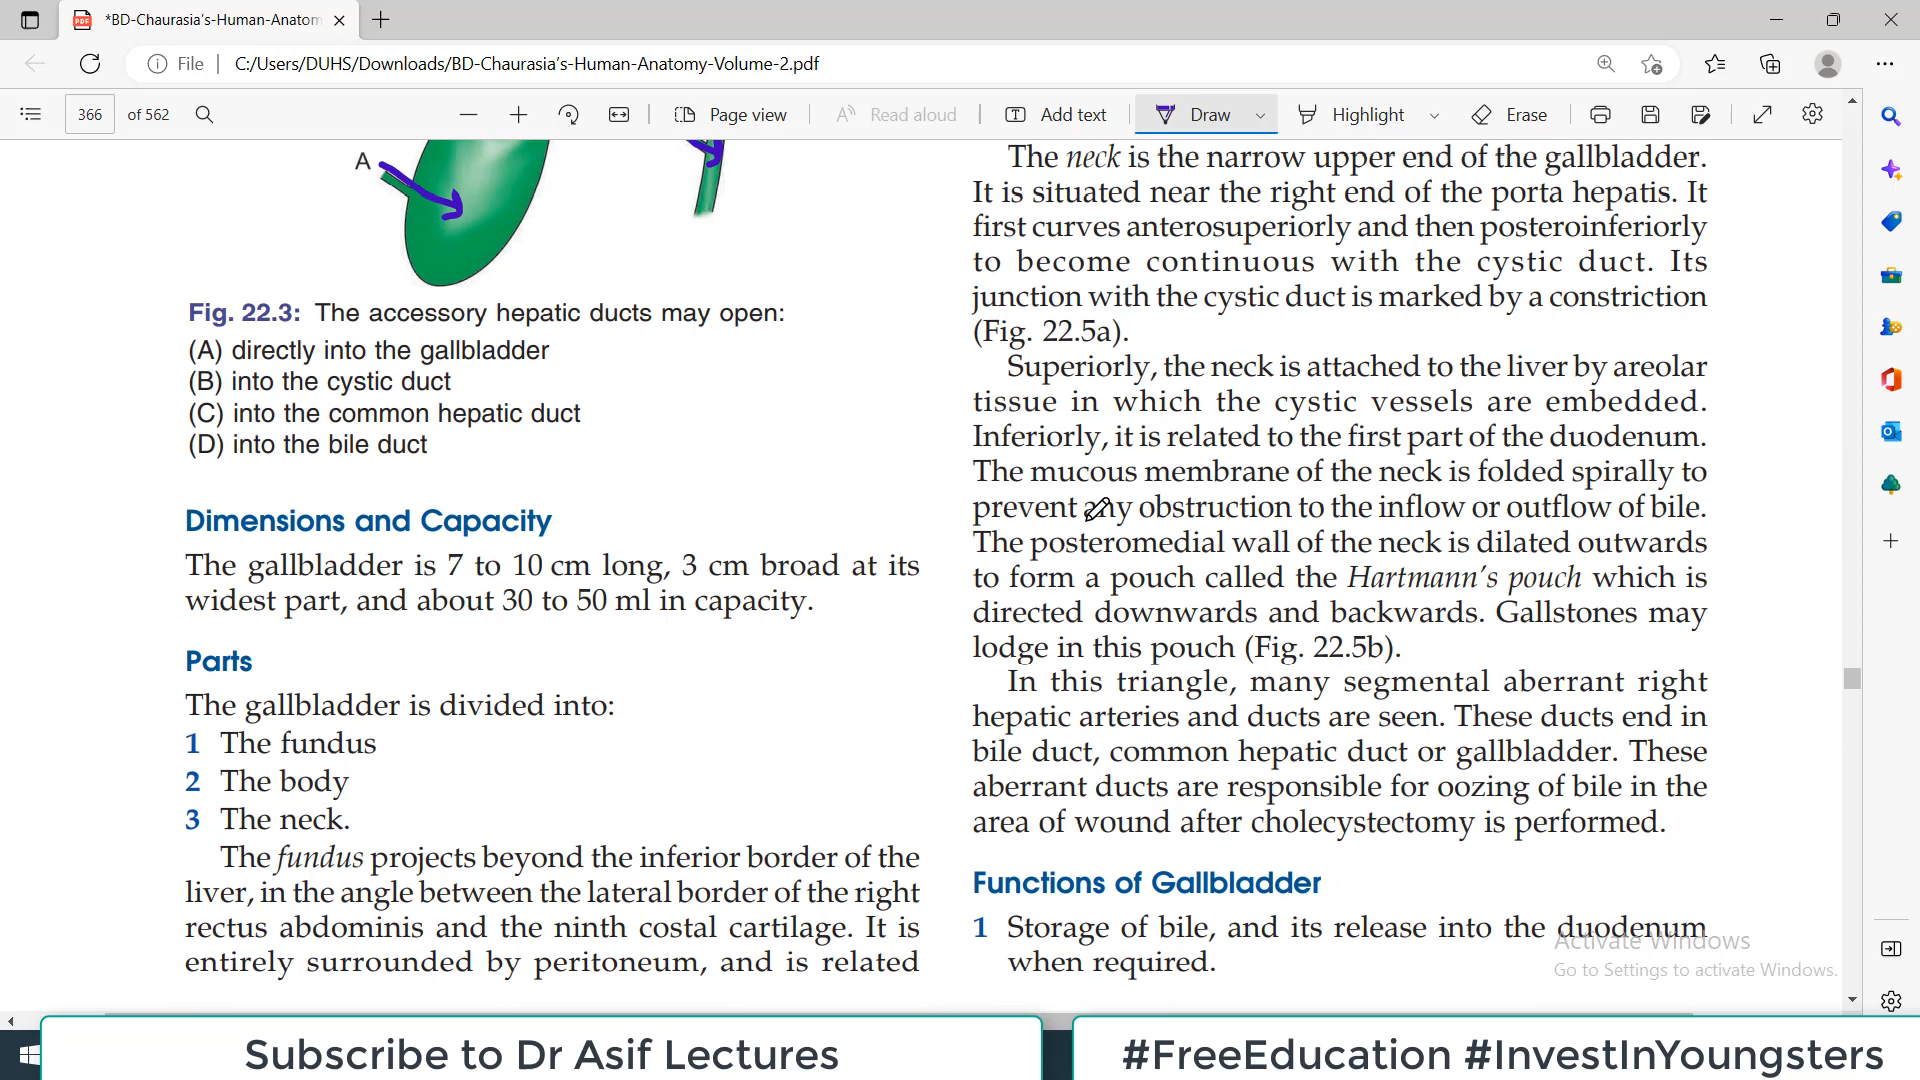 *BD-Chaurasia's-Human-Anatom
File
C:/Users/DUHS/Downloads/BD-Chaurasia's-Human-Anatomy-Volume-2.pdf
366 of 562
Page view
Read aloud
Add text
Draw
Highlight
Erase
A
Fig. 22.3: The accessory hepatic ducts may open:
(A) directly into the gallbladder
(B) into the cystic duct
(C) into the common hepatic duct
(D) into the bile duct
Dimensions and Capacity
The gallbladder is 7 to 10 cm long, 3 cm broad at its
widest part, and about 30 to 50 ml in capacity.
Parts
The gallbladder is divided into:
1 The fundus
2 The body
3 The neck.
The fundus projects beyond the inferior border of the
liver, in the angle between the lateral border of the right
rectus abdominis and the ninth costal cartilage. It is
entirely surrounded by peritoneum, and is related
The neck is the narrow upper end of the gallbladder.
It is situated near the right end of the porta hepatis. It
first curves anterosuperiorly and then posteroinferiorly
to become continuous with the cystic duct. Its
junction with the cystic duct is marked by a constriction
(Fig. 22.5a).
Superiorly, the neck is attached to the liver by areolar
tissue in which the cystic vessels are embedded.
Inferiorly, it is related to the first part of the duodenum.
The mucous membrane of the neck is folded spirally to
prevent any obstruction to the inflow or outflow of bile.
The posteromedial wall of the neck is dilated outwards
to form a pouch called the Hartmann's pouch which is
directed downwards and backwards. Gallstones may
lodge in this pouch (Fig. 22.5b).
In this triangle, many segmental aberrant right
hepatic arteries and ducts are seen. These ducts end in
bile duct, common hepatic duct or gallbladder. These
aberrant ducts are responsible for oozing of bile in the
area of wound after cholecystectomy is performed.
Functions of Gallbladder
1 Storage of bile, and its release into the duodenum
when required.
Activate Windows
Go to Settings to activate Windows.
Subscribe to Dr Asif Lectures
#FreeEducation #InvestInYoungsters